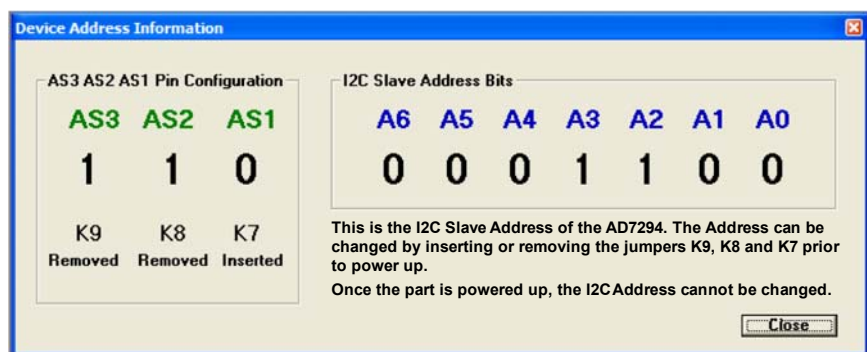 Device Address Information
AS3 AS2 AS1 Pin Configuration
AS3 AS2 AS1
1 1 0
K9 K8 K7
Removed Removed Inserted
I2C Slave Address Bits
A6 A5 A4 A3 A2 A1 A0
0 0 0 1 1 0 0
This is the I2C Slave Address of the AD7294. The Address can be
changed by inserting or removing the jumpers K9, K8 and K7 prior
to power up.
Once the part is powered up, the I2C Address cannot be changed.
Close